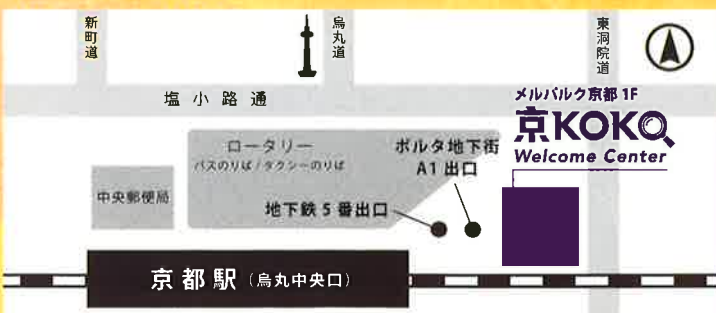 新町道
烏丸道
東洞院道
塩小路通
メルパルク京都 1F
京KOKO
Welcome Center
ロータリー
バスのりば / タクシーのりば
ポルタ地下街
A1 出口
中央郵便局
地下鉄 5 番出口
京都駅 (烏丸中央口)